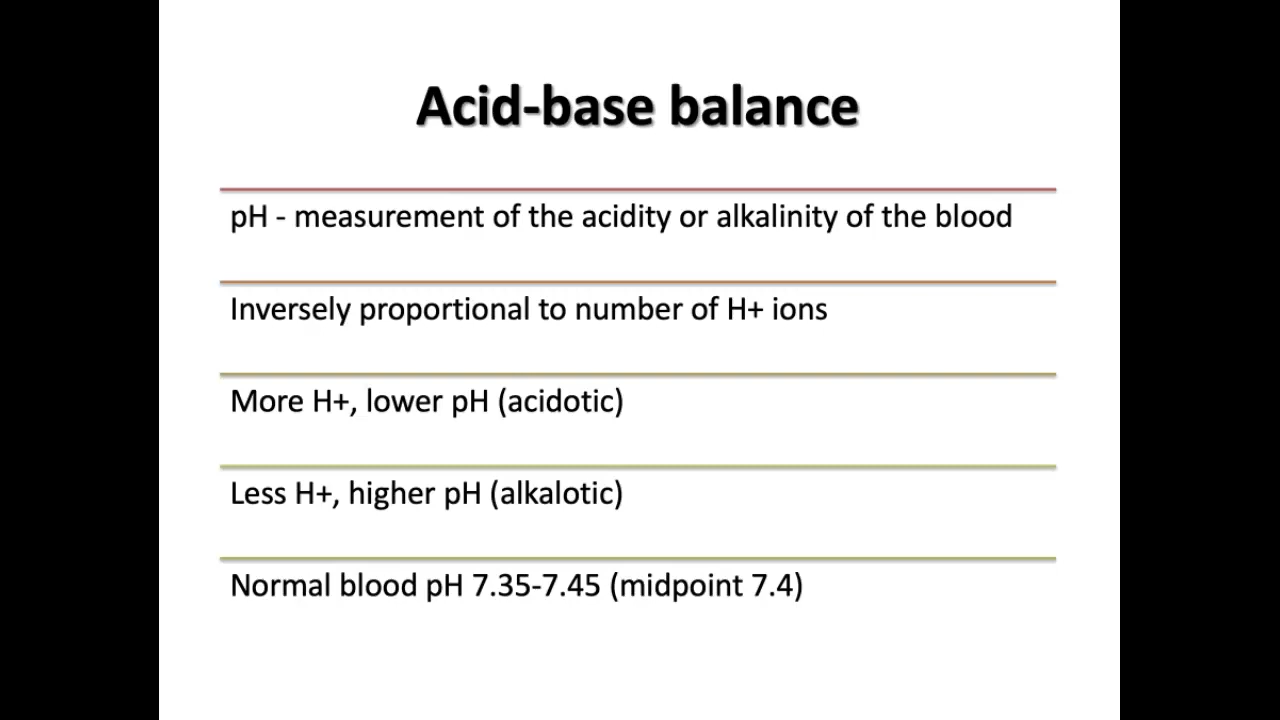 Acid-base balance
pH - measurement of the acidity or alkalinity of the blood
Inversely proportional to number of H+ ions
More H+, lower pH (acidotic)
Less H+, higher pH (alkalotic)
Normal blood pH 7.35-7.45 (midpoint 7.4)